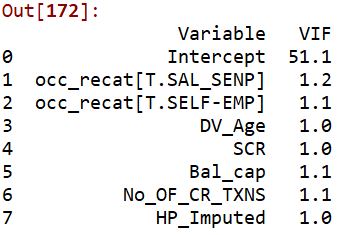 Out[172]:
Variable VIF
0 Intercept 51.1
1 occ_recat[T.SAL_SENP] 1.2
2 occ_recat[T.SELF-EMP] 1.1
3 DV_Age 1.0
4 SCR 1.0
5 Bal_cap 1.1
6 No_OF_CR_TXNS 1.1
7 HP_Imputed 1.0